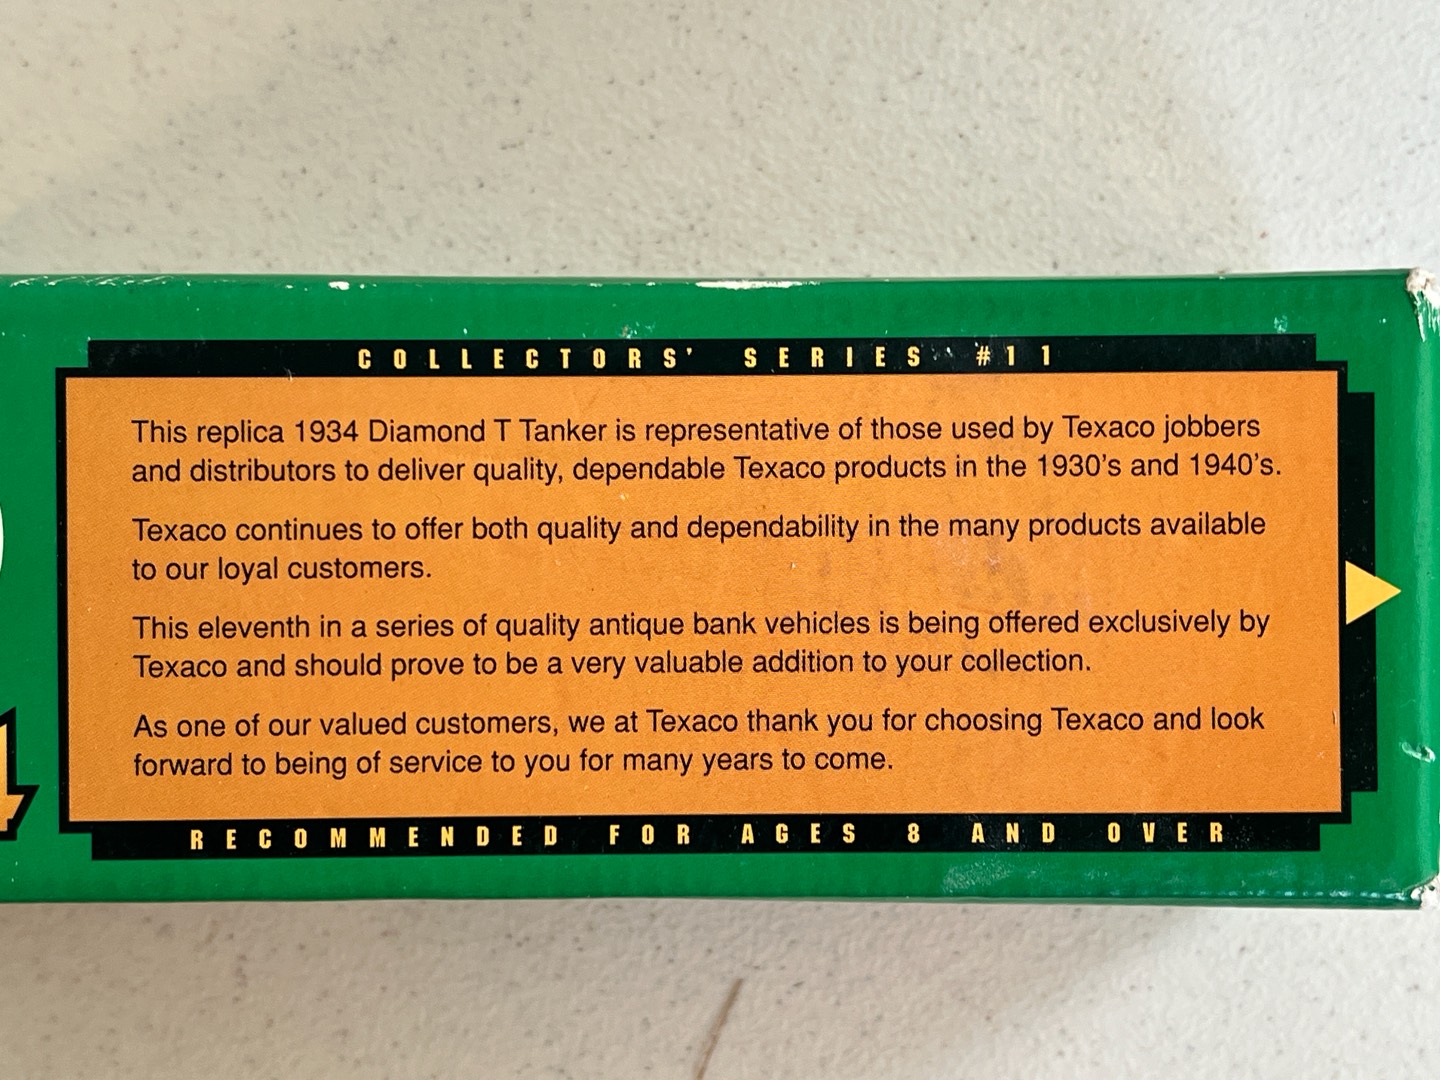 COLLECTORS' SERIES #11
This replica 1934 Diamond T Tanker is representative of those used by Texaco jobbers
and distributors to deliver quality, dependable Texaco products in the 1930's and 1940's.
Texaco continues to offer both quality and dependability in the many products available
to our loyal customers.
This eleventh in a series of quality antique bank vehicles is being offered exclusively by
Texaco and should prove to be a very valuable addition to your collection.
As one of our valued customers, we at Texaco thank you for choosing Texaco and look
forward to being of service to you for many years to come.
RECOMMENDED FOR AGES 8 AND OVER